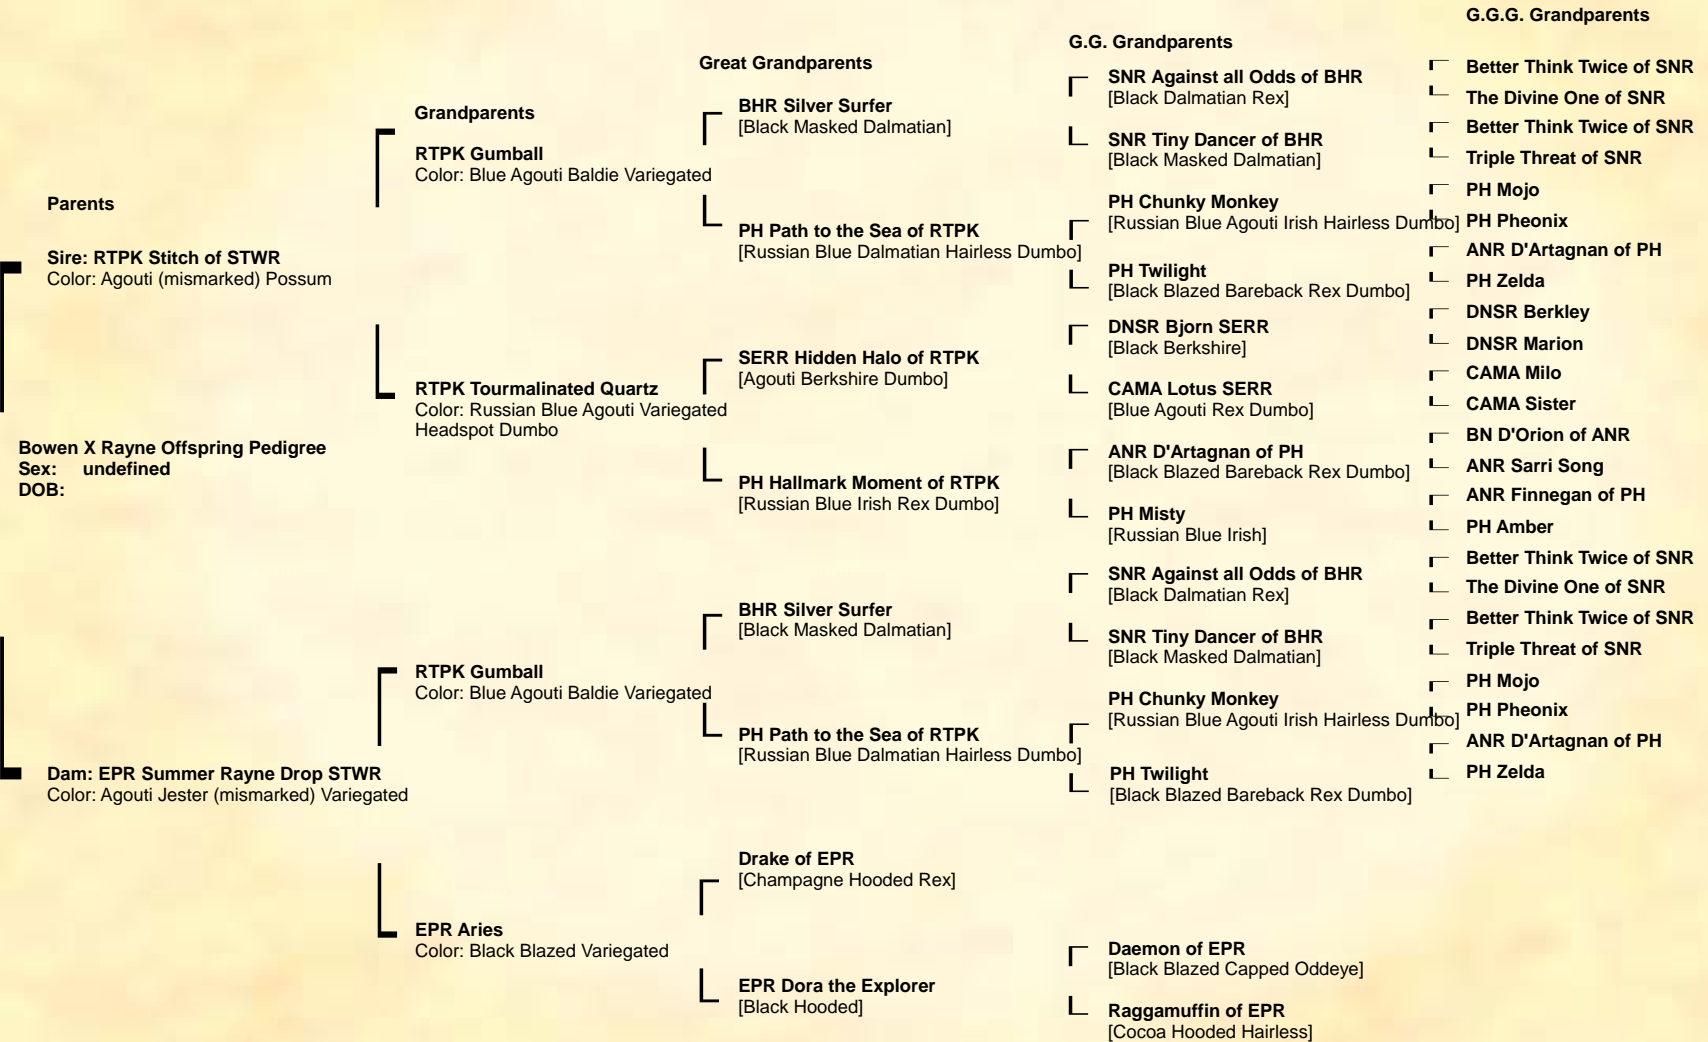 Parents
Sire: RTPK Stitch of STWR
Color: Agouti (mismarked) Possum
Bowen X Rayne Offspring Pedigree
Sex: undefined
DOB:
Dam: EPR Summer Rayne Drop STWR
Color: Agouti Jester (mismarked) Variegated
Grandparents
RTPK Gumball
Color: Blue Agouti Baldie Variegated
RTPK Tourmalinated Quartz
Color: Russian Blue Agouti Variegated
Headspot Dumbo
RTPK Gumball
Color: Blue Agouti Baldie Variegated
EPR Aries
Color: Black Blazed Variegated
Great Grandparents
BHR Silver Surfer
[Black Masked Dalmatian]
PH Path to the Sea of RTPK
[Russian Blue Dalmatian Hairless Dumbo]
SERR Hidden Halo of RTPK
[Agouti Berkshire Dumbo]
PH Hallmark Moment of RTPK
[Russian Blue Irish Rex Dumbo]
BHR Silver Surfer
[Black Masked Dalmatian]
PH Path to the Sea of RTPK
[Russian Blue Dalmatian Hairless Dumbo]
Drake of EPR
[Champagne Hooded Rex]
EPR Dora the Explorer
[Black Hooded]
G.G. Grandparents
SNR Against all Odds of BHR
[Black Dalmatian Rex]
SNR Tiny Dancer of BHR
[Black Masked Dalmatian]
PH Chunky Monkey
[Russian Blue Agouti Irish Hairless Dumbo]
PH Twilight
[Black Blazed Bareback Rex Dumbo]
DNSR Bjorn SERR
[Black Berkshire]
CAMA Lotus SERR
[Blue Agouti Rex Dumbo]
ANR D'Artagnan of PH
[Black Blazed Bareback Rex Dumbo]
PH Misty
[Russian Blue Irish]
SNR Against all Odds of BHR
[Black Dalmatian Rex]
SNR Tiny Dancer of BHR
[Black Masked Dalmatian]
PH Chunky Monkey
[Russian Blue Agouti Irish Hairless Dumbo]
PH Twilight
[Black Blazed Bareback Rex Dumbo]
Daemon of EPR
[Black Blazed Capped Oddeye]
Raggamuffin of EPR
[Cocoa Hooded Hairless]
G.G.G. Grandparents
Better Think Twice of SNR
The Divine One of SNR
Better Think Twice of SNR
Triple Threat of SNR
PH Mojo
PH Pheonix
ANR D'Artagnan of PH
PH Zelda
DNSR Berkley
DNSR Marion
CAMA Milo
CAMA Sister
BN D'Orion of ANR
ANR Sarri Song
ANR Finnegan of PH
PH Amber
Better Think Twice of SNR
The Divine One of SNR
Better Think Twice of SNR
Triple Threat of SNR
PH Mojo
PH Pheonix
ANR D'Artagnan of PH
PH Zelda